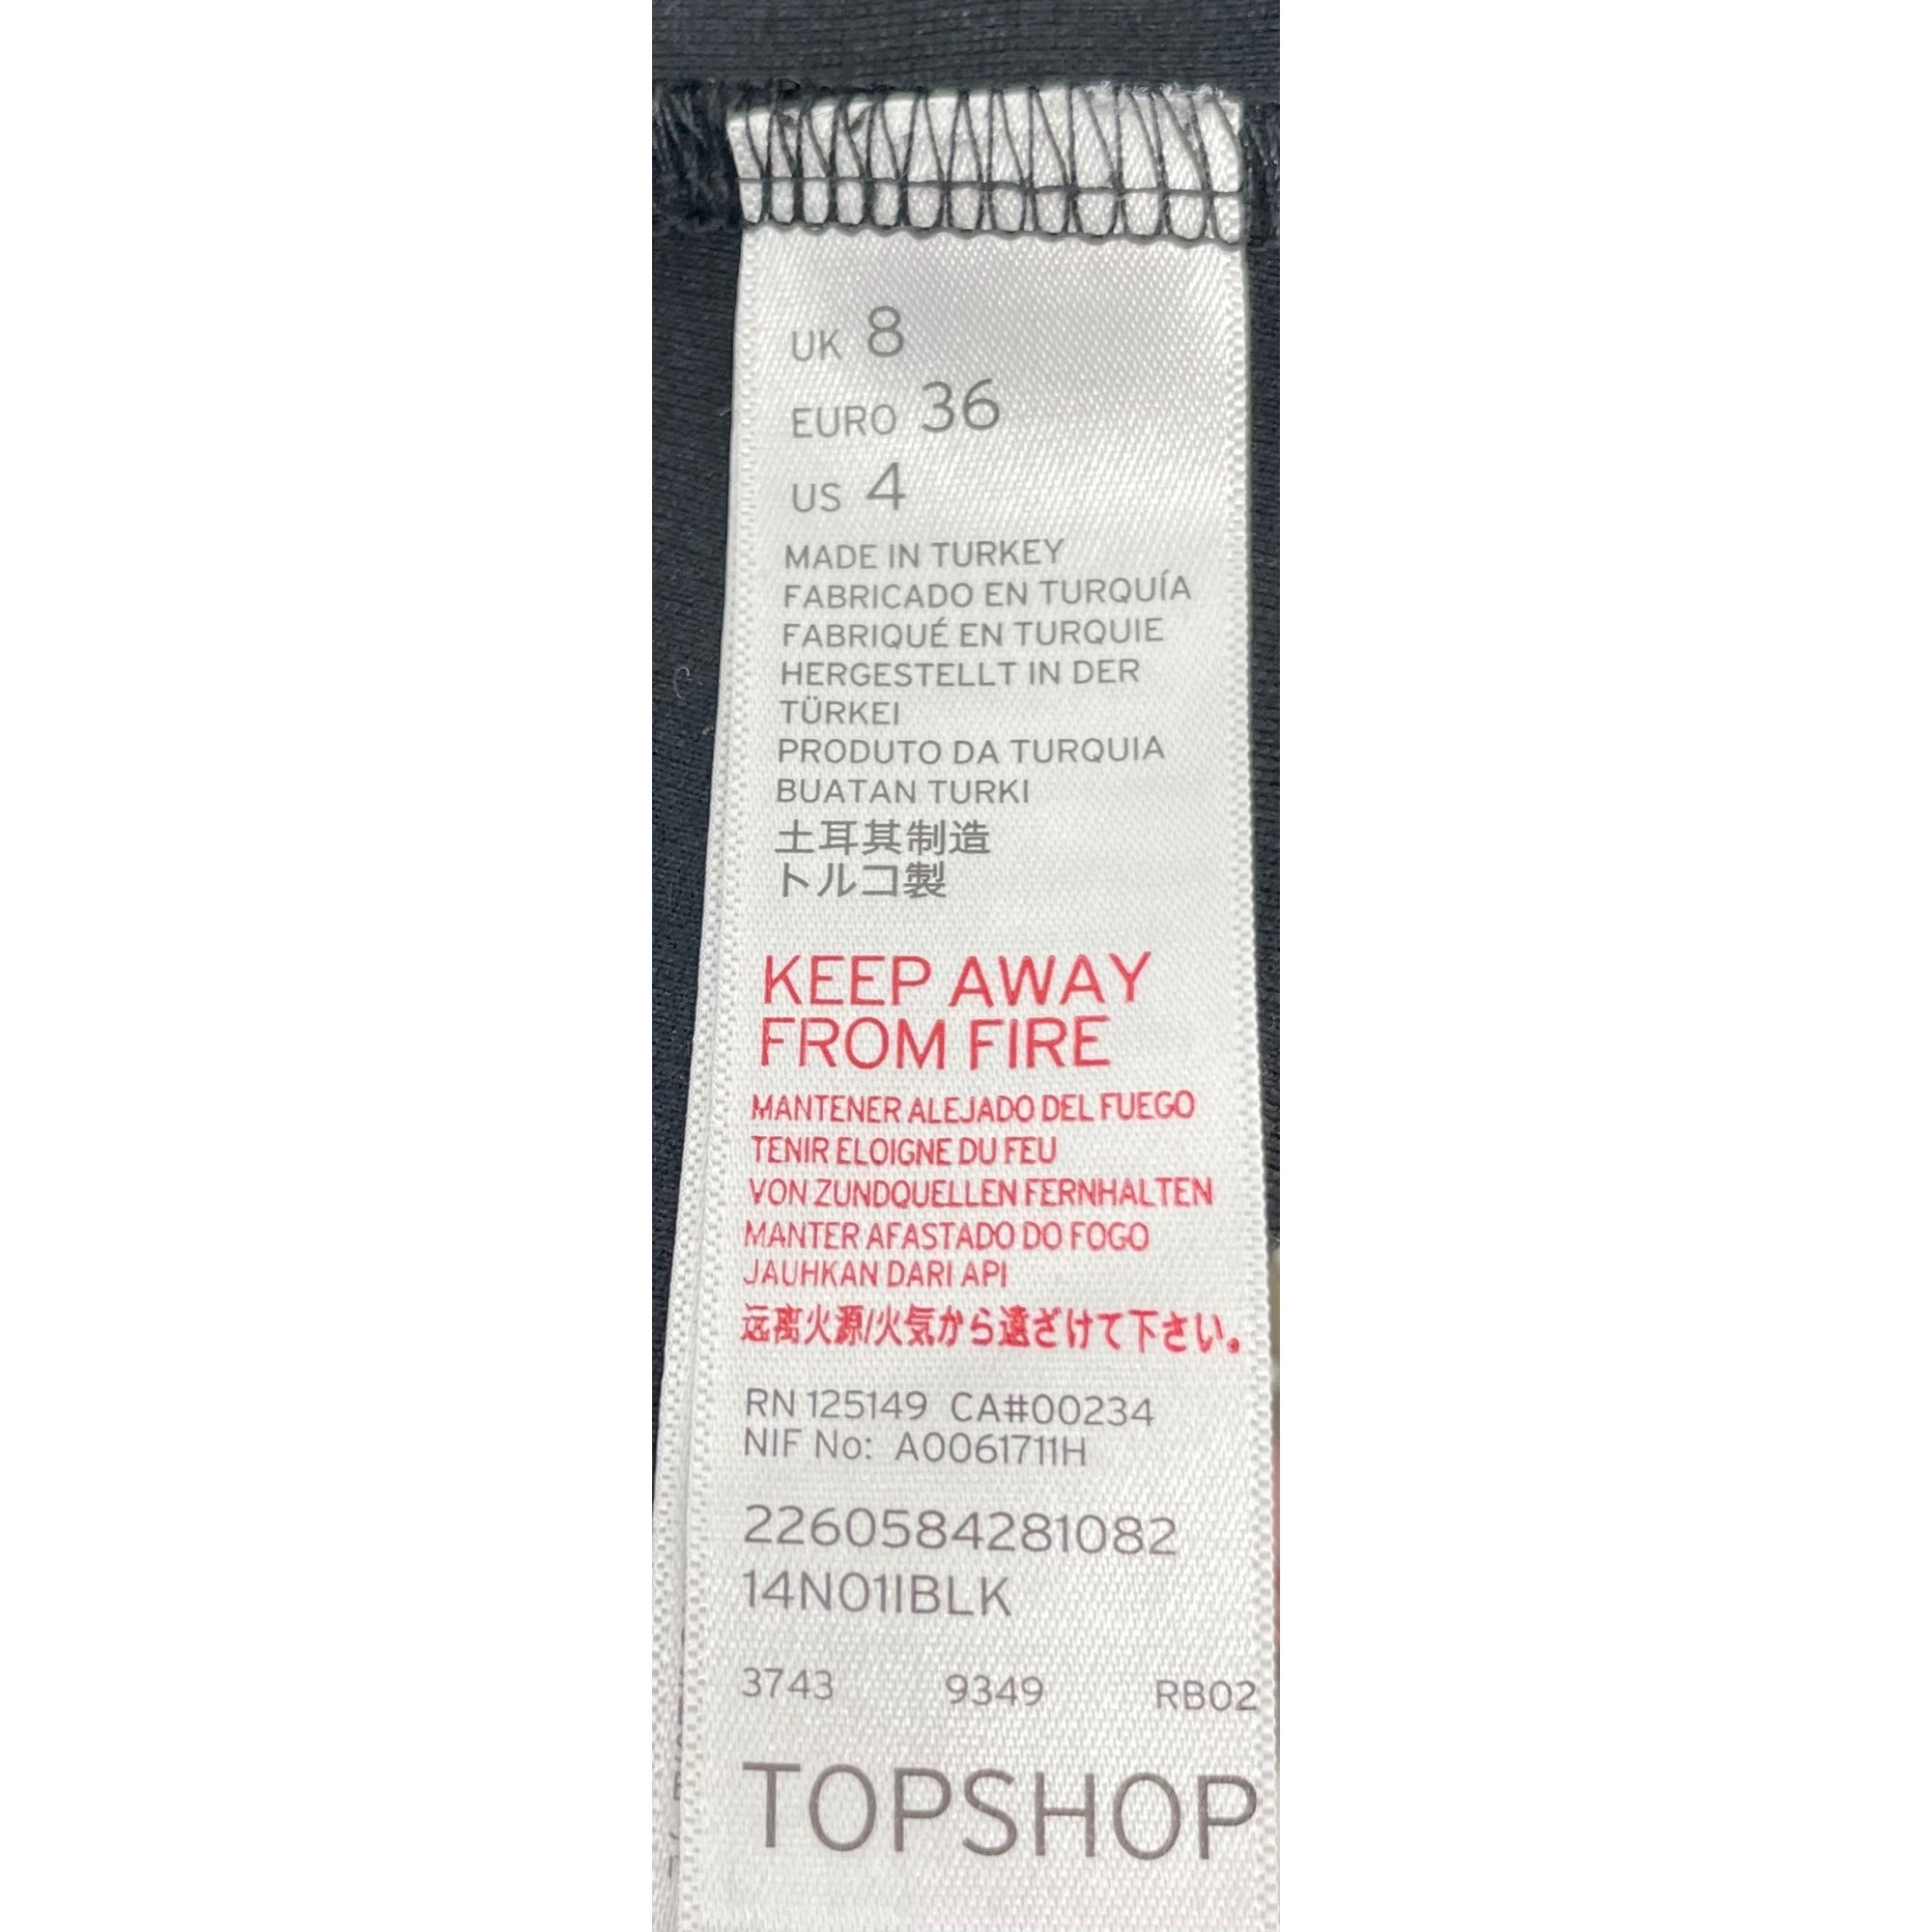 UK 8
EURO 36
US 4
MADE IN TURKEY
FABRICADO EN TURQUÍA
FABRIQUÉ EN TURQUIE
HERGESTELLT IN DER
TÜRKEI
PRODUTO DA TURQUIA
BUATAN TURKI
土耳其制造
トルコ製
KEEP AWAY
FROM FIRE
MANTENER ALEJADO DEL FUEGO
TENIR ELOIGNE DU FEU
VON ZUNDQUELLEN FERNHALTEN
MANTER AFASTADO DO FOGO
JAUHKAN DARI API
远离火源/火気から遠ざけて下さい。
RN 125149 CA#00234
NIF No: A0061711H
2260584281082
14N01IBLK
3743 9349 RB02
TOPSHOP